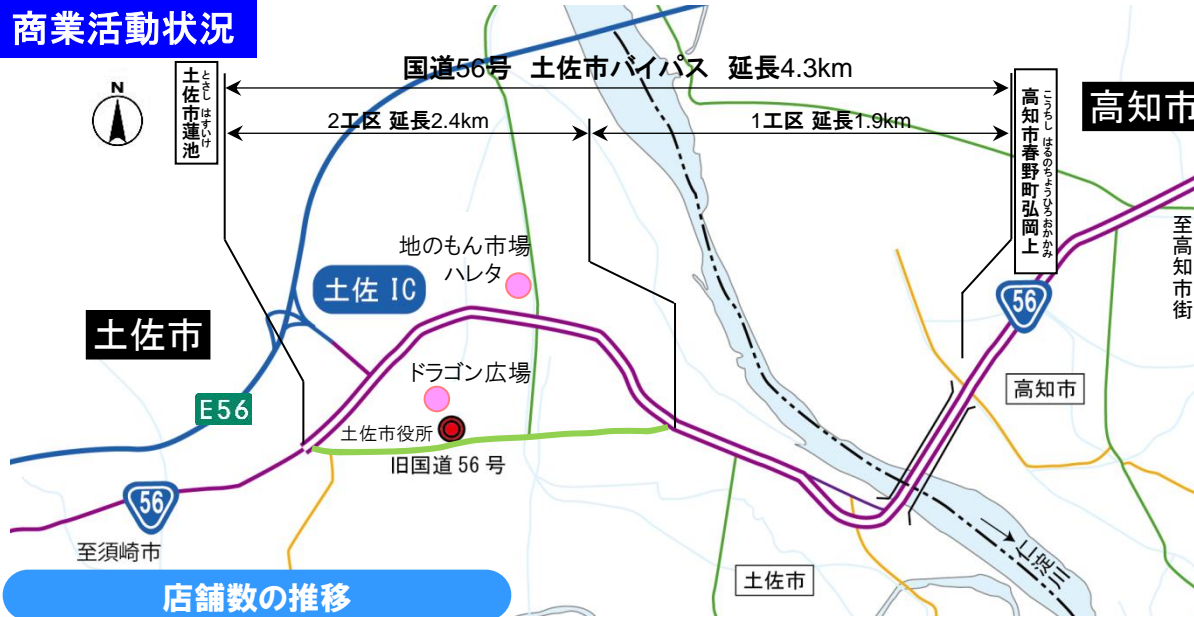 商業活動状況
国道56号 土佐市バイパス 延長4.3km
2工区 延長2.4km
1工区 延長1.9km
N
とさし はすいけ
土佐市蓮池
こうちし はるのちょうひろおかかみ
高知市春野町弘岡上
高知市
至高知市街
地のもん市場
ハレタ
土佐 IC
56
土佐市
ドラゴン広場
高知市
E56
土佐市役所
旧国道 56 号
56
至須崎市
仁淀川
土佐市
店舗数の推移